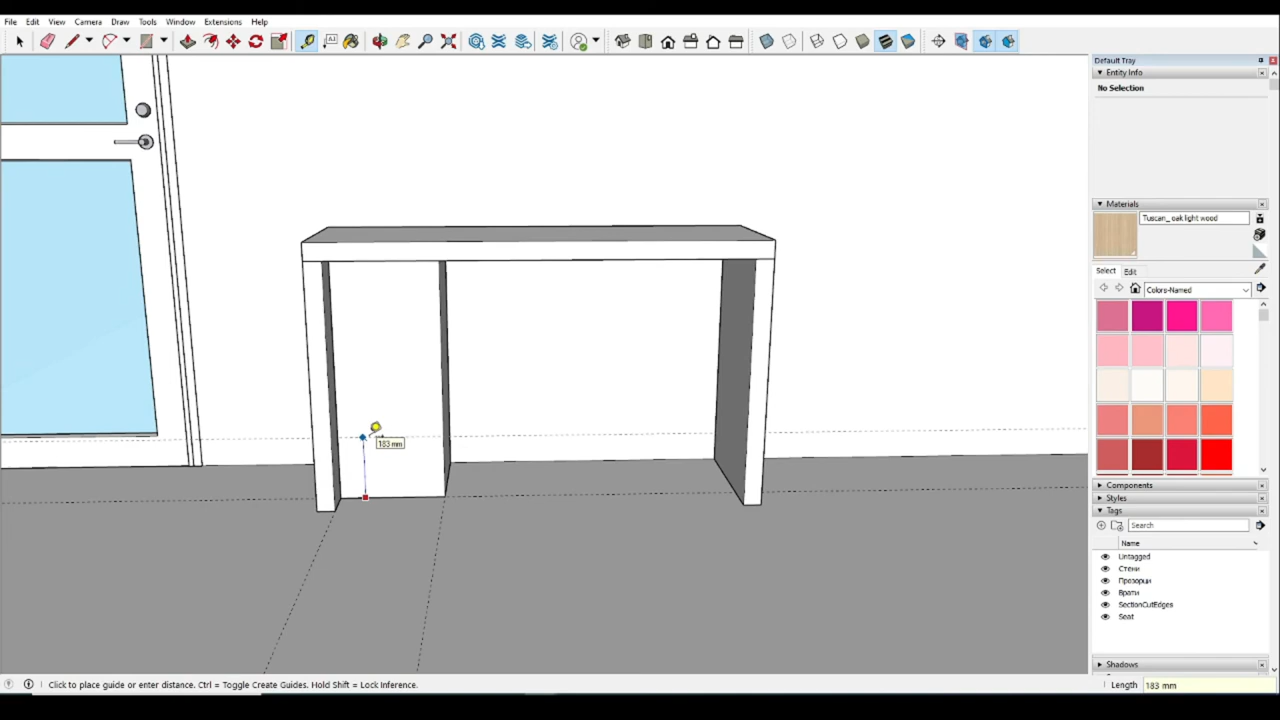 File Edit View Camera Draw Tools Window Extensions Help
Default Tray
Entity Info
No Selection
Materials
Tuscan_ oak light wood
Select Edit
Colors-Named
183 mm
Components
Styles
Tags
Search
Name
Untagged
Стени
Прозорци
Врати
SectionCutEdges
Seat
Shadows
Click to place guide or enter distance. Ctrl = Toggle Create Guides. Hold Shift = Lock Inference.
Length 183 mm